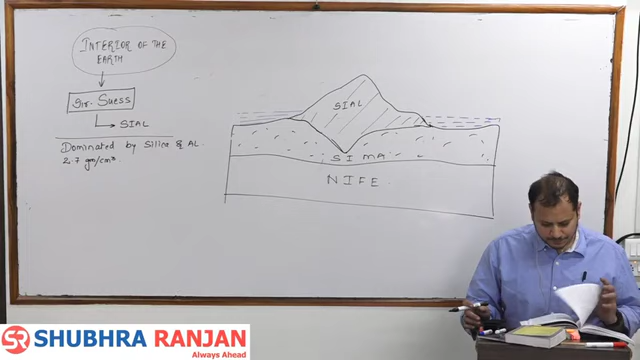 INTERIOR OF THE
EARTH
Sir. Suess
SIAL
Dominated by Silica & AL.
2.7 gm/cm³
SIAL
SIMA
NIFE
SR SHUBHRA RANJAN
Always Ahead